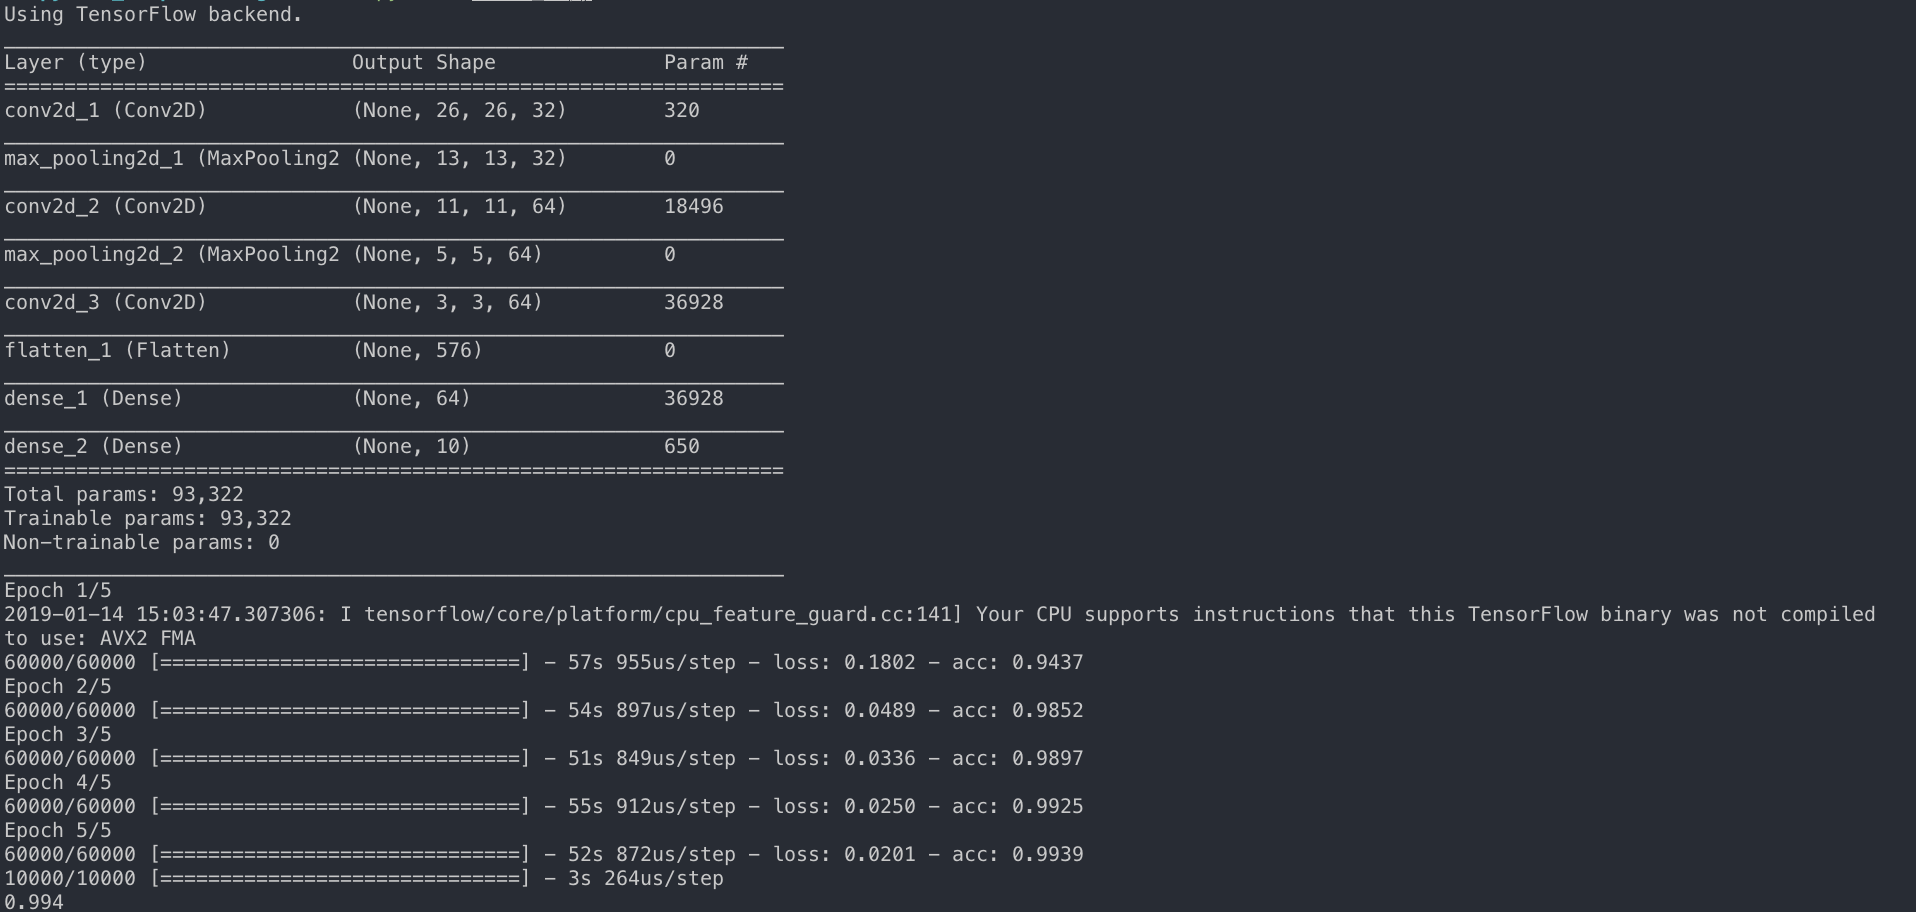 Using TensorFlow backend.
_________________________________________________________________
Layer (type)                 Output Shape              Param #
=================================================================
conv2d_1 (Conv2D)            (None, 26, 26, 32)        320
_________________________________________________________________
max_pooling2d_1 (MaxPooling2 (None, 13, 13, 32)        0
_________________________________________________________________
conv2d_2 (Conv2D)            (None, 11, 11, 64)        18496
_________________________________________________________________
max_pooling2d_2 (MaxPooling2 (None, 5, 5, 64)          0
_________________________________________________________________
conv2d_3 (Conv2D)            (None, 3, 3, 64)          36928
_________________________________________________________________
flatten_1 (Flatten)          (None, 576)               0
_________________________________________________________________
dense_1 (Dense)              (None, 64)                36928
_________________________________________________________________
dense_2 (Dense)              (None, 10)                650
=================================================================
Total params: 93,322
Trainable params: 93,322
Non-trainable params: 0
_________________________________________________________________
Epoch 1/5
2019-01-14 15:03:47.307306: I tensorflow/core/platform/cpu_feature_guard.cc:141] Your CPU supports instructions that this TensorFlow binary was not compiled
to use: AVX2 FMA
60000/60000 [==============================] - 57s 955us/step - loss: 0.1802 - acc: 0.9437
Epoch 2/5
60000/60000 [==============================] - 54s 897us/step - loss: 0.0489 - acc: 0.9852
Epoch 3/5
60000/60000 [==============================] - 51s 849us/step - loss: 0.0336 - acc: 0.9897
Epoch 4/5
60000/60000 [==============================] - 55s 912us/step - loss: 0.0250 - acc: 0.9925
Epoch 5/5
60000/60000 [==============================] - 52s 872us/step - loss: 0.0201 - acc: 0.9939
10000/10000 [==============================] - 3s 264us/step
0.994